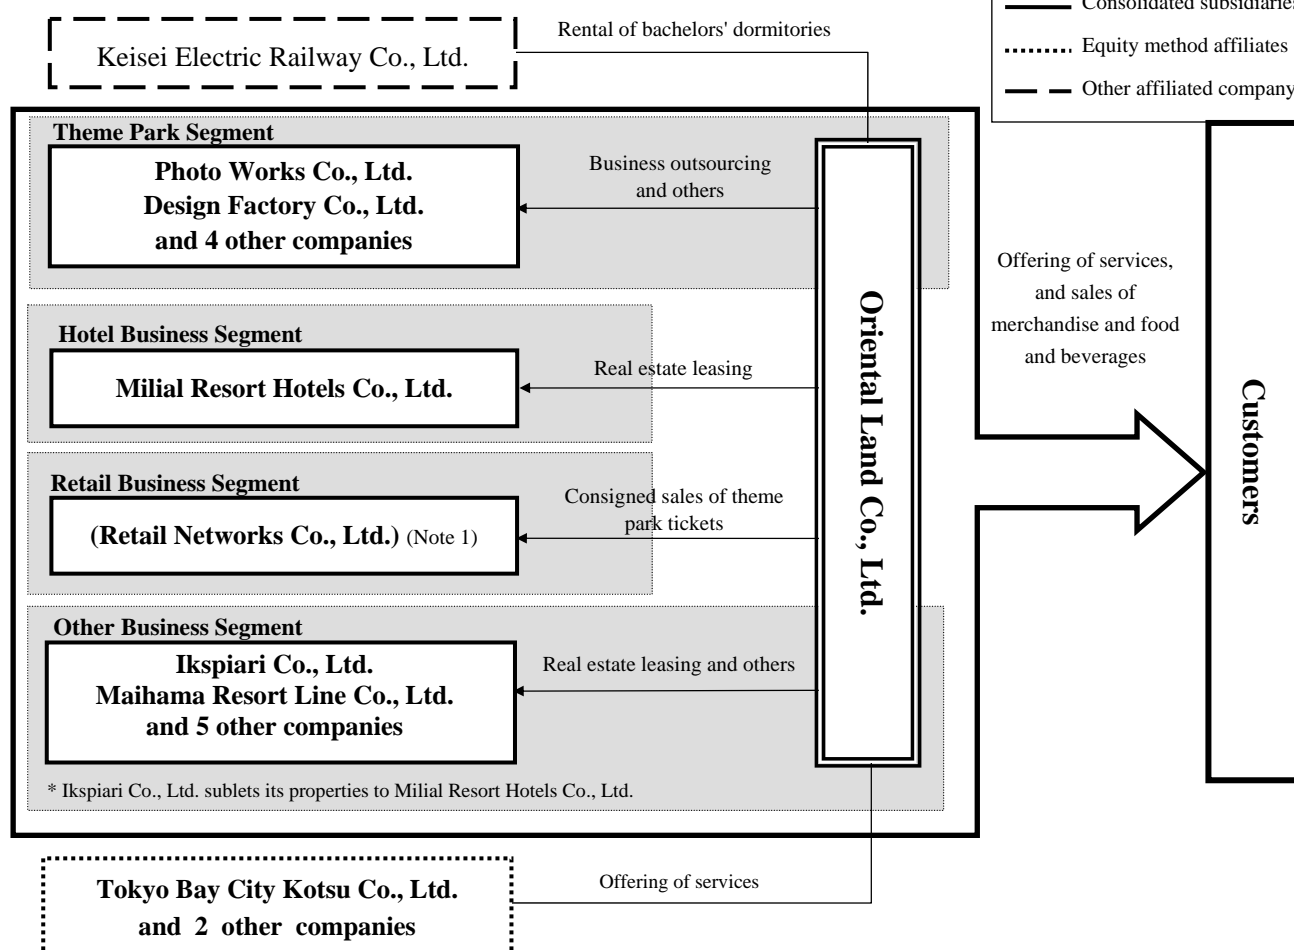 Consolidated subsidiaries
Equity method affiliates
Other affiliated company
Rental of bachelors' dormitories
Keisei Electric Railway Co., Ltd.
Theme Park Segment
Photo Works Co., Ltd.
Design Factory Co., Ltd.
and 4 other companies
Business outsourcing
and others
Hotel Business Segment
Milial Resort Hotels Co., Ltd.
Real estate leasing
Retail Business Segment
(Retail Networks Co., Ltd.) (Note 1)
Consigned sales of theme
park tickets
Other Business Segment
Ikspiari Co., Ltd.
Maihama Resort Line Co., Ltd.
and 5 other companies
Real estate leasing and others
* Ikspiari Co., Ltd. sublets its properties to Milial Resort Hotels Co., Ltd.
Oriental Land Co., Ltd.
Offering of services,
and sales of
merchandise and food
and beverages
Customers
Tokyo Bay City Kotsu Co., Ltd.
and 2 other companies
Offering of services